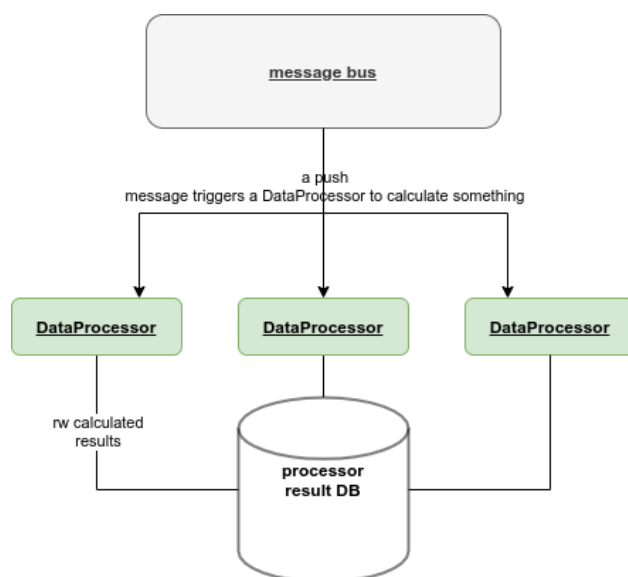 message bus
a push
message triggers a DataProcessor to calculate something
DataProcessor
DataProcessor
DataProcessor
rw calculated
results
processor
result DB